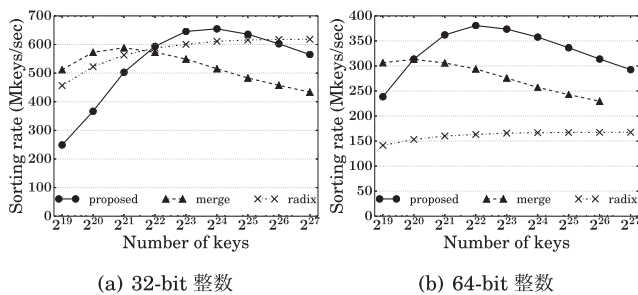 Sorting rate (Mkeys/sec)
700
600
500
400
300
200
100
0
proposed merge radix
2^19 2^20 2^21 2^22 2^23 2^24 2^25 2^26 2^27
Number of keys
(a) 32-bit 整数
Sorting rate (Mkeys/sec)
400
350
300
250
200
150
100
50
0
proposed merge radix
2^19 2^20 2^21 2^22 2^23 2^24 2^25 2^26 2^27
Number of keys
(b) 64-bit 整数